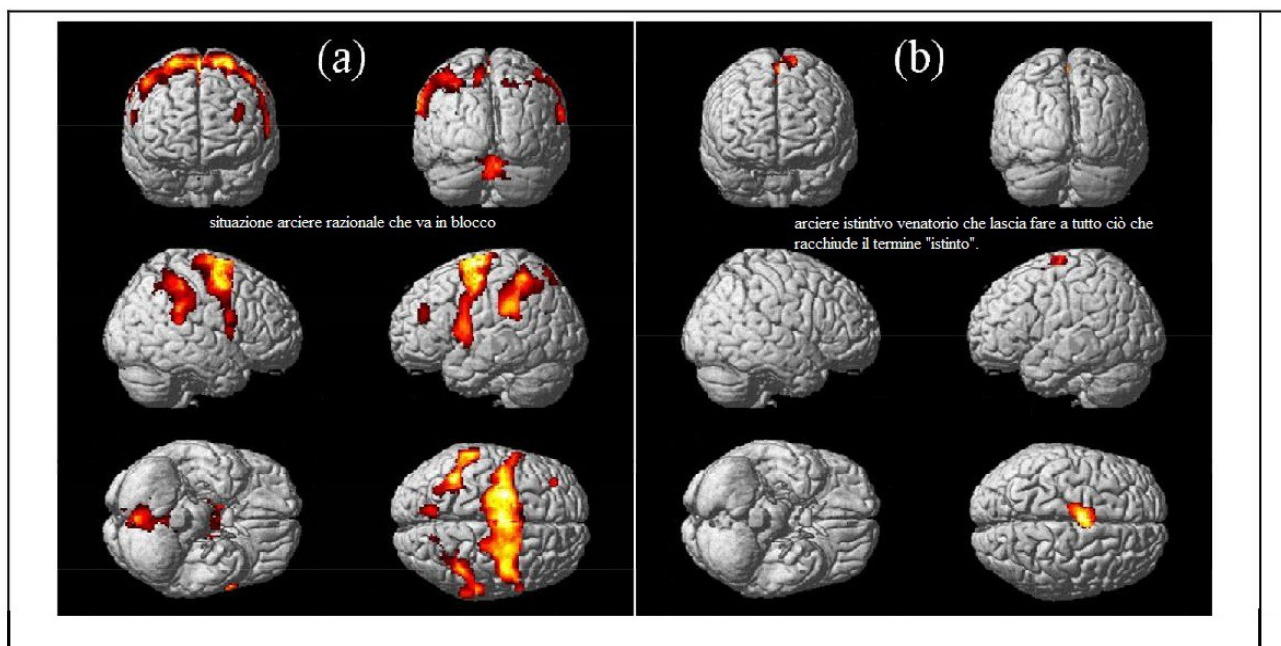 (a)
(b)
situazione arciere razionale che va in blocco
arciere istintivo venatorio che lascia fare a tutto ciò che
racchiude il termine "istinto".